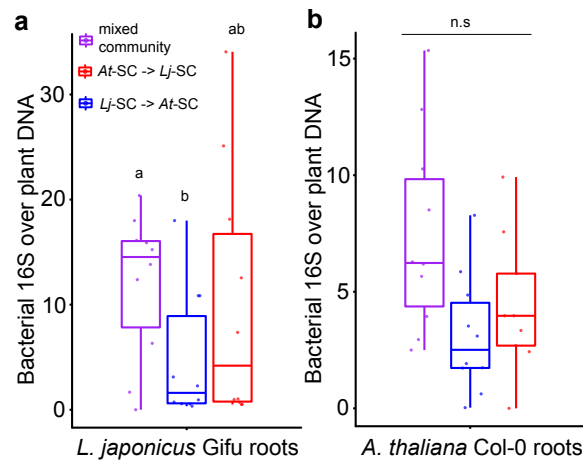 a
mixed
community
At-SC -> Lj-SC
Lj-SC -> At-SC
ab
a
b
30
20
10
0
Bacterial 16S over plant DNA
L. japonicus Gifu roots
b
n.s
15
10
5
0
Bacterial 16S over plant DNA
A. thaliana Col-0 roots